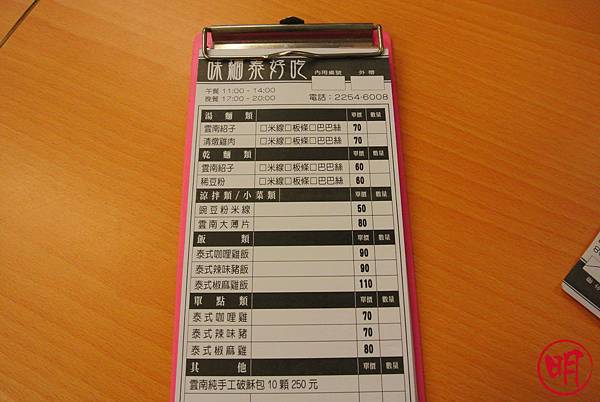 味緬泰好吃 內用桌號 外帶
午餐 11:00 - 14:00
晚餐 17:00 - 20:00 電話：2254-6008
湯麵類 單價 數量
雲南紹子 □米線□板條□巴巴絲 70
清燉雞肉 □米線□板條□巴巴絲 70
乾麵類 單價 數量
雲南紹子 □米線□板條□巴巴絲 60
稀豆粉 □米線□板條□巴巴絲 60
涼拌類/小菜類 單價 數量
豌豆粉米線 50
雲南大薄片 80
飯類 單價 數量
泰式咖哩雞飯 90
泰式辣味豬飯 90
泰式椒麻雞飯 110
單點類 單價 數量
泰式咖哩雞 70
泰式辣味豬 70
泰式椒麻雞 80
其他 單價 數量
雲南純手工破酥包 10 顆 250 元
明